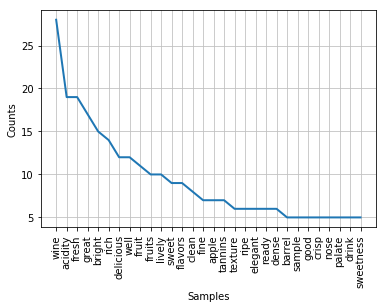 Counts
25
20
15
10
5
wine
acidity
fresh
great
bright
rich
delicious
well
fruit
fruits
lively
sweet
flavors
clean
fine
apple
tannins
texture
ripe
elegant
ready
dense
barrel
sample
good
crisp
nose
palate
drink
sweetness
Samples